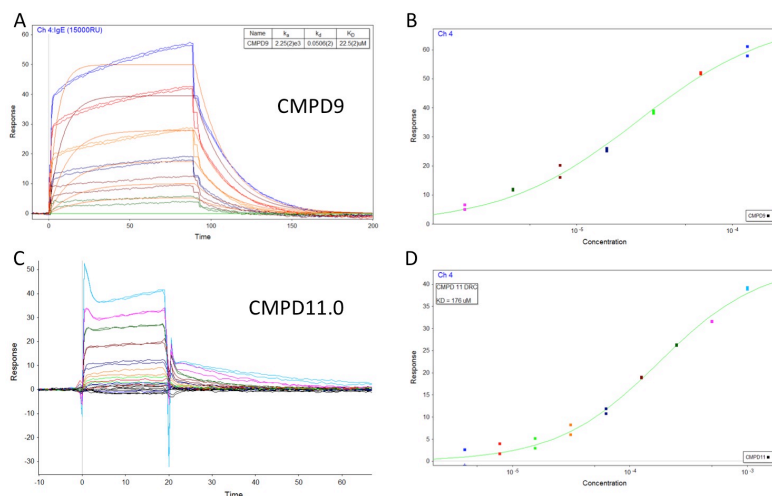 A
Ch 4:IgE (15000RU)
Name ka kd KD
CMPD9 2.25(2)e3 0.0506(2) 22.5(2)uM
CMPD9
Response
60
50
40
30
20
10
0
0 50 100 150 200
Time
B
Ch 4
Response
60
50
40
30
20
10
0
CMPD9
10-5 10-4
Concentration
C
CMPD11.0
Response
50
40
30
20
10
0
-10
-20
-30
-10 0 10 20 30 40 50 60
Time
D
Ch 4
CMPD 11 DRC
KD = 176 uM
Response
40
35
30
25
20
15
10
5
0
CMPD11
10-5 10-4 10-3
Concentration